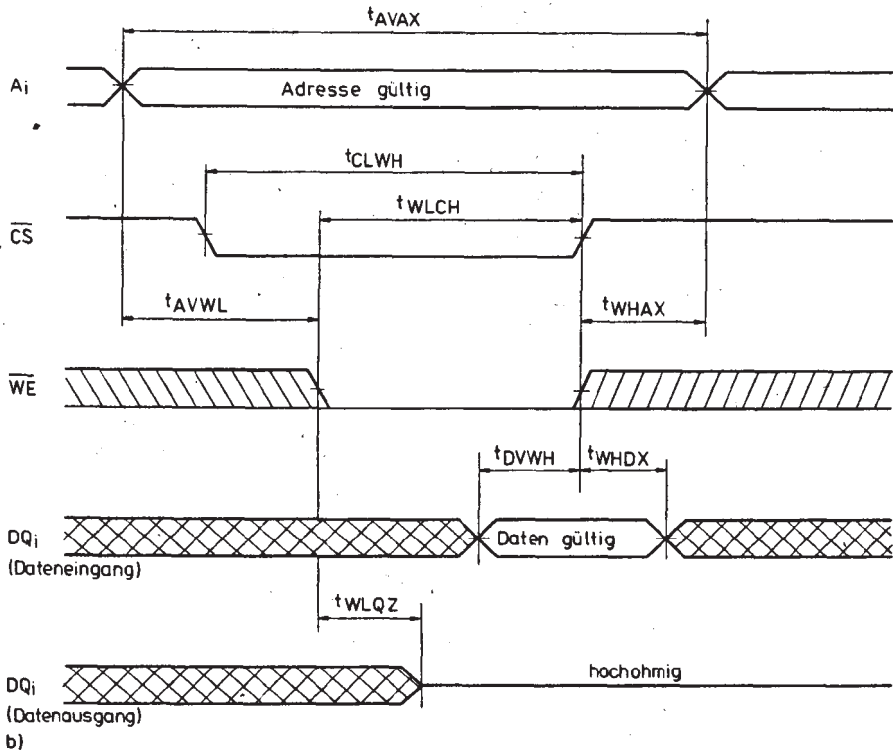 tAVAX
Ai
Adresse gültig
tCLWH
tWLCH
CS
tAVWL
tWHAX
WE
tDVWH
tWHDX
DQi
Daten gültig
(Dateneingang)
tWLQZ
DQi
hochohmig
(Datenausgang)
b)